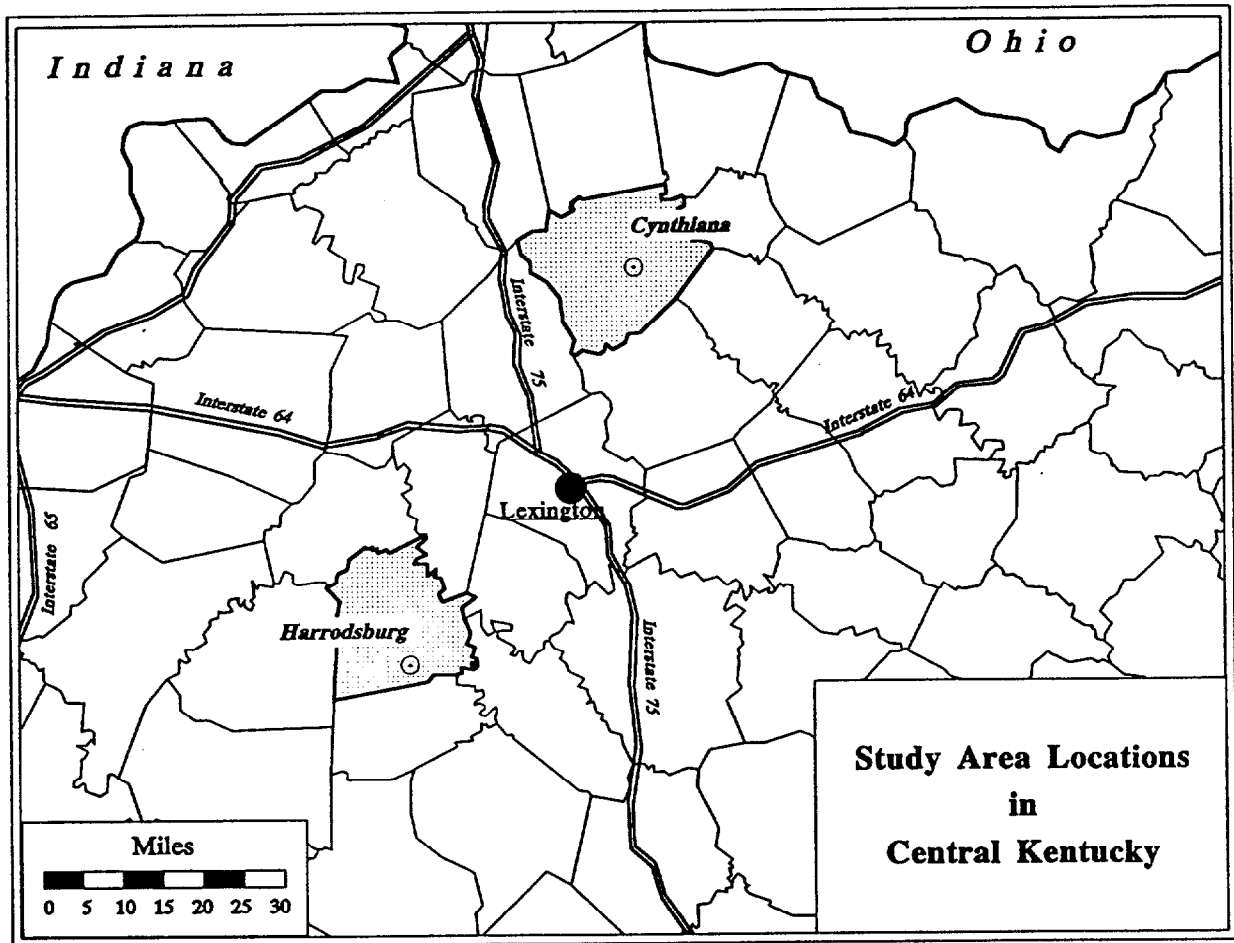 Indiana
Ohio
Cynthiana
Interstate 75
Interstate 64
Interstate 64
Lexington
Interstate 65
Harrodsburg
Interstate 75
Study Area Locations
in
Central Kentucky
Miles
0 5 10 15 20 25 30